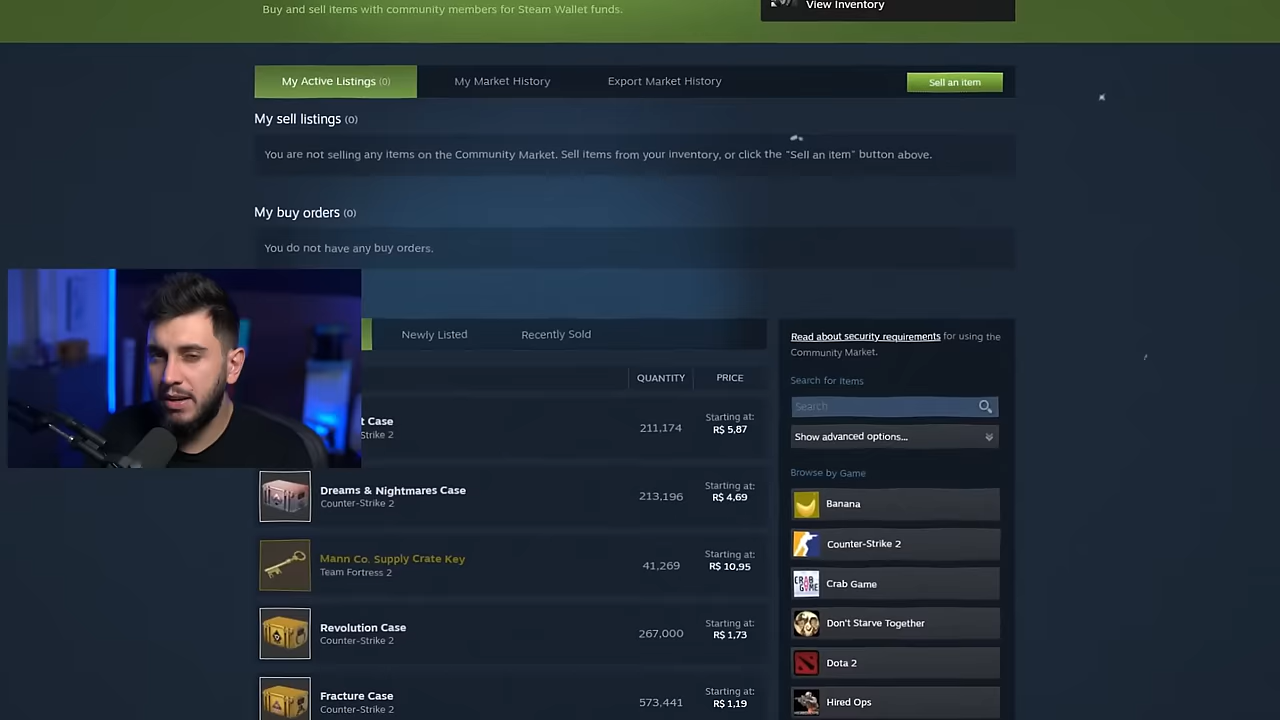 Buy and sell items with community members for Steam Wallet funds.
View Inventory
My Active Listings (0)
My Market History
Export Market History
Sell an item
My sell listings (0)
You are not selling any items on the Community Market. Sell items from your inventory, or click the "Sell an item" button above.
My buy orders (0)
You do not have any buy orders.
Newly Listed
Recently Sold
QUANTITY
PRICE
t Case
Strike 2
211,174
Starting at:
R$ 5,87
Dreams & Nightmares Case
Counter-Strike 2
213,196
Starting at:
R$ 4,69
Mann Co. Supply Crate Key
Team Fortress 2
41,269
Starting at:
R$ 10,95
Revolution Case
Counter-Strike 2
267,000
Starting at:
R$ 1,73
Fracture Case
Counter-Strike 2
573,441
Starting at:
R$ 1,19
Read about security requirements for using the
Community Market.
Search for Items
Search
Show advanced options...
Browse by Game
Banana
Counter-Strike 2
CRAB GAME
Crab Game
Don't Starve Together
Dota 2
Hired Ops